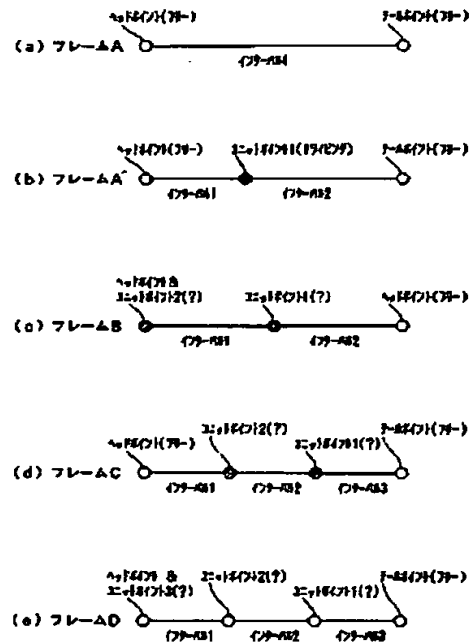 ヘッドポイント(フリー) テールポイント(フリー)
(a) フレームA
インターバル1
ヘッドポイント(フリー) ユニットポイント1(ドライビング) テールポイント(フリー)
(b) フレームA'
インターバル1 インターバル2
ヘッドポイント&
ユニットポイント2(?) ユニットポイント1(?) ヘッドポイント(フリー)
(c) フレームB
インターバル1 インターバル2
ヘッドポイント(フリー) ユニットポイント2(?) ユニットポイント1(?) テールポイント(フリー)
(d) フレームC
インターバル1 インターバル2 インターバル3
ヘッドポイント &
ユニットポイント3(?) ユニットポイント2(?) ユニットポイント1(?) テールポイント(フリー)
(e) フレームD
インターバル1 インターバル2 インターバル3